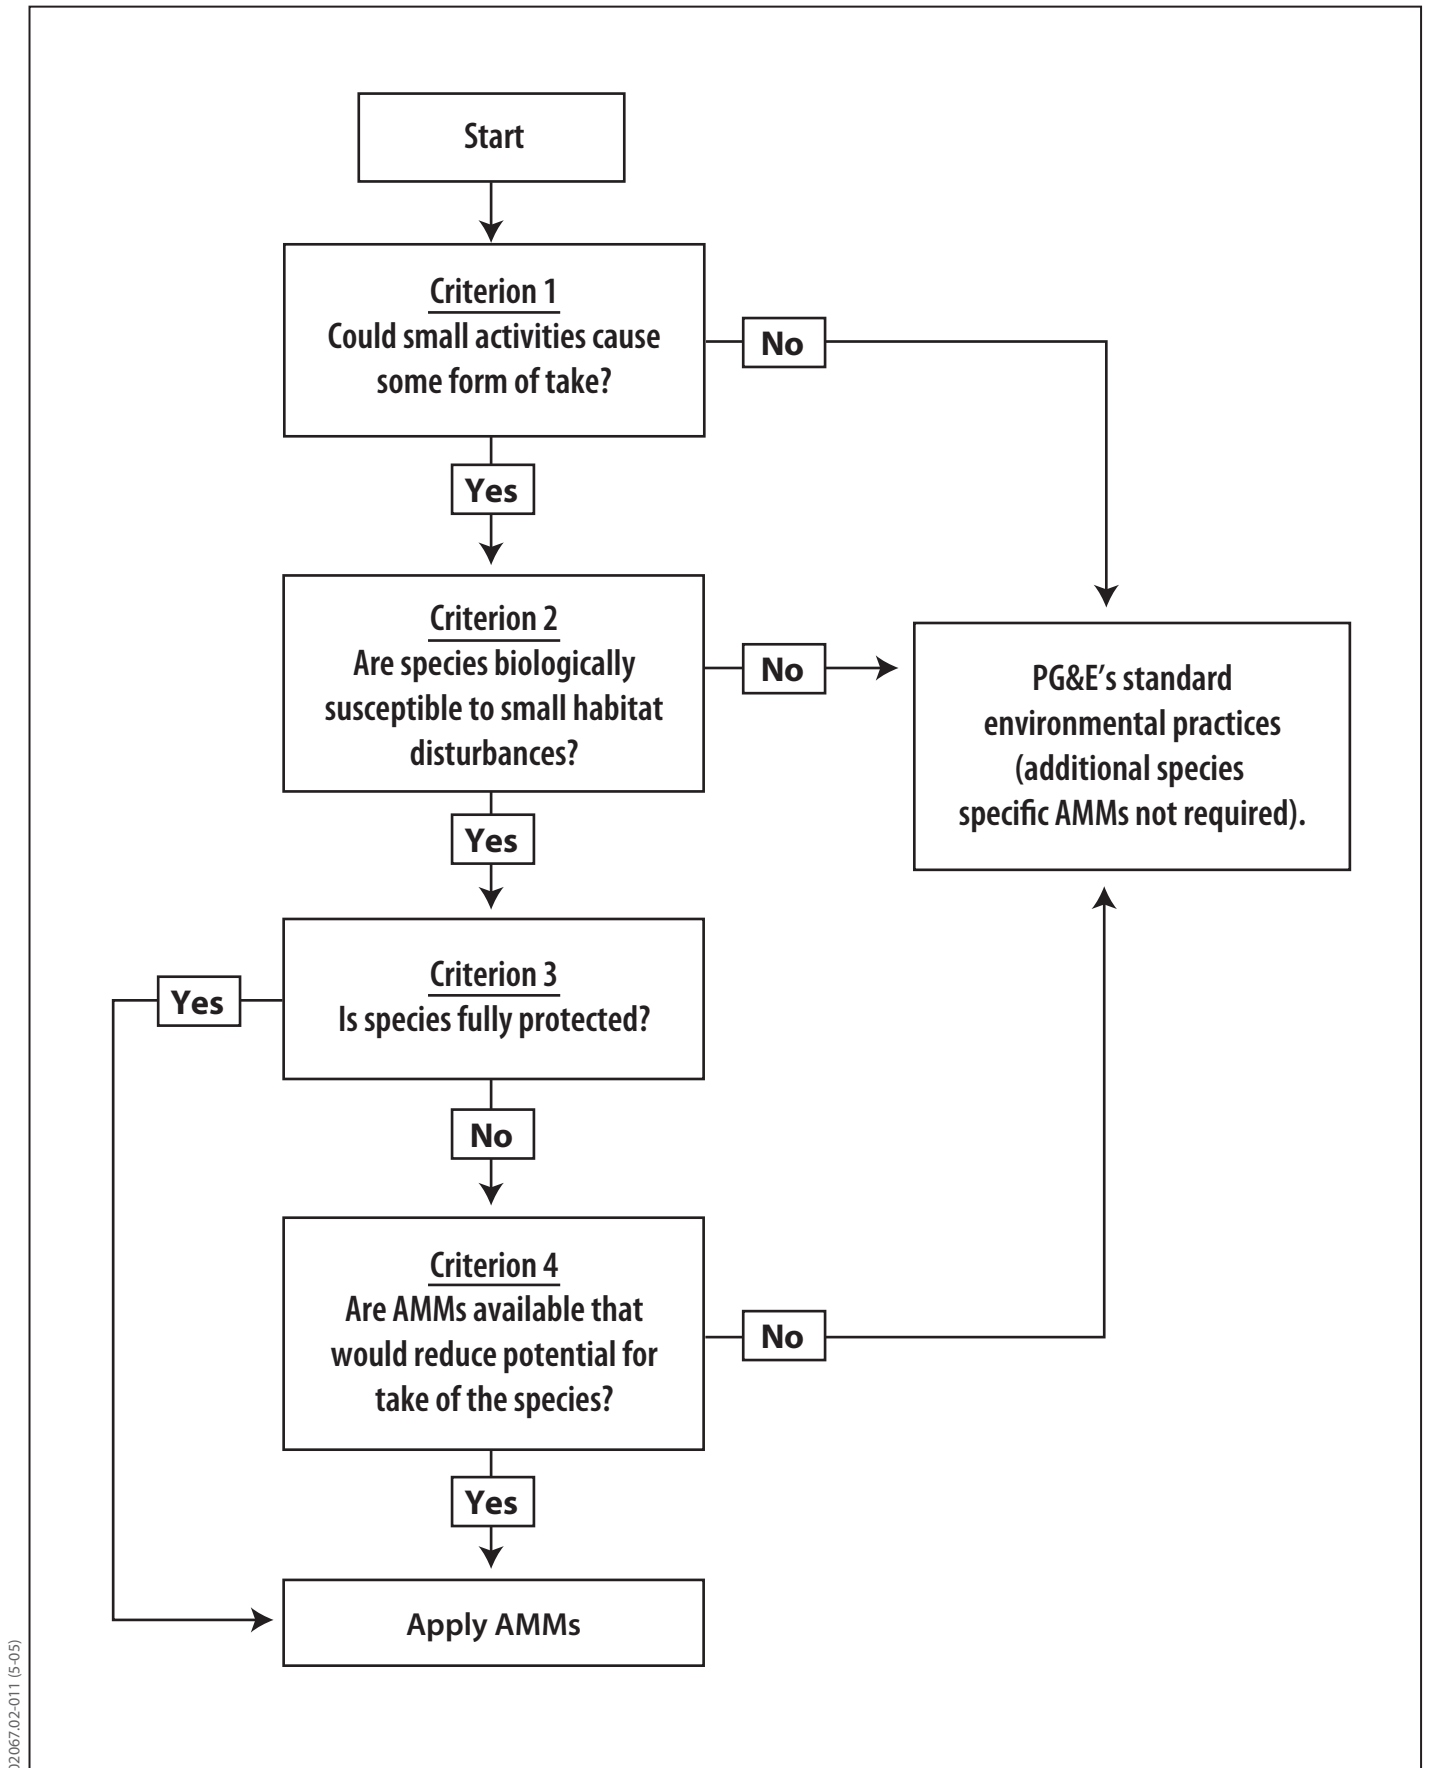 Start
Criterion 1
Could small activities cause
some form of take?
No
Yes
Criterion 2
Are species biologically
susceptible to small habitat
disturbances?
No
PG&E's standard
environmental practices
(additional species
specific AMMs not required).
Yes
Criterion 3
Is species fully protected?
Yes
No
Criterion 4
Are AMMs available that
would reduce potential for
take of the species?
No
Yes
Apply AMMs
02067.02-011 (5-05)